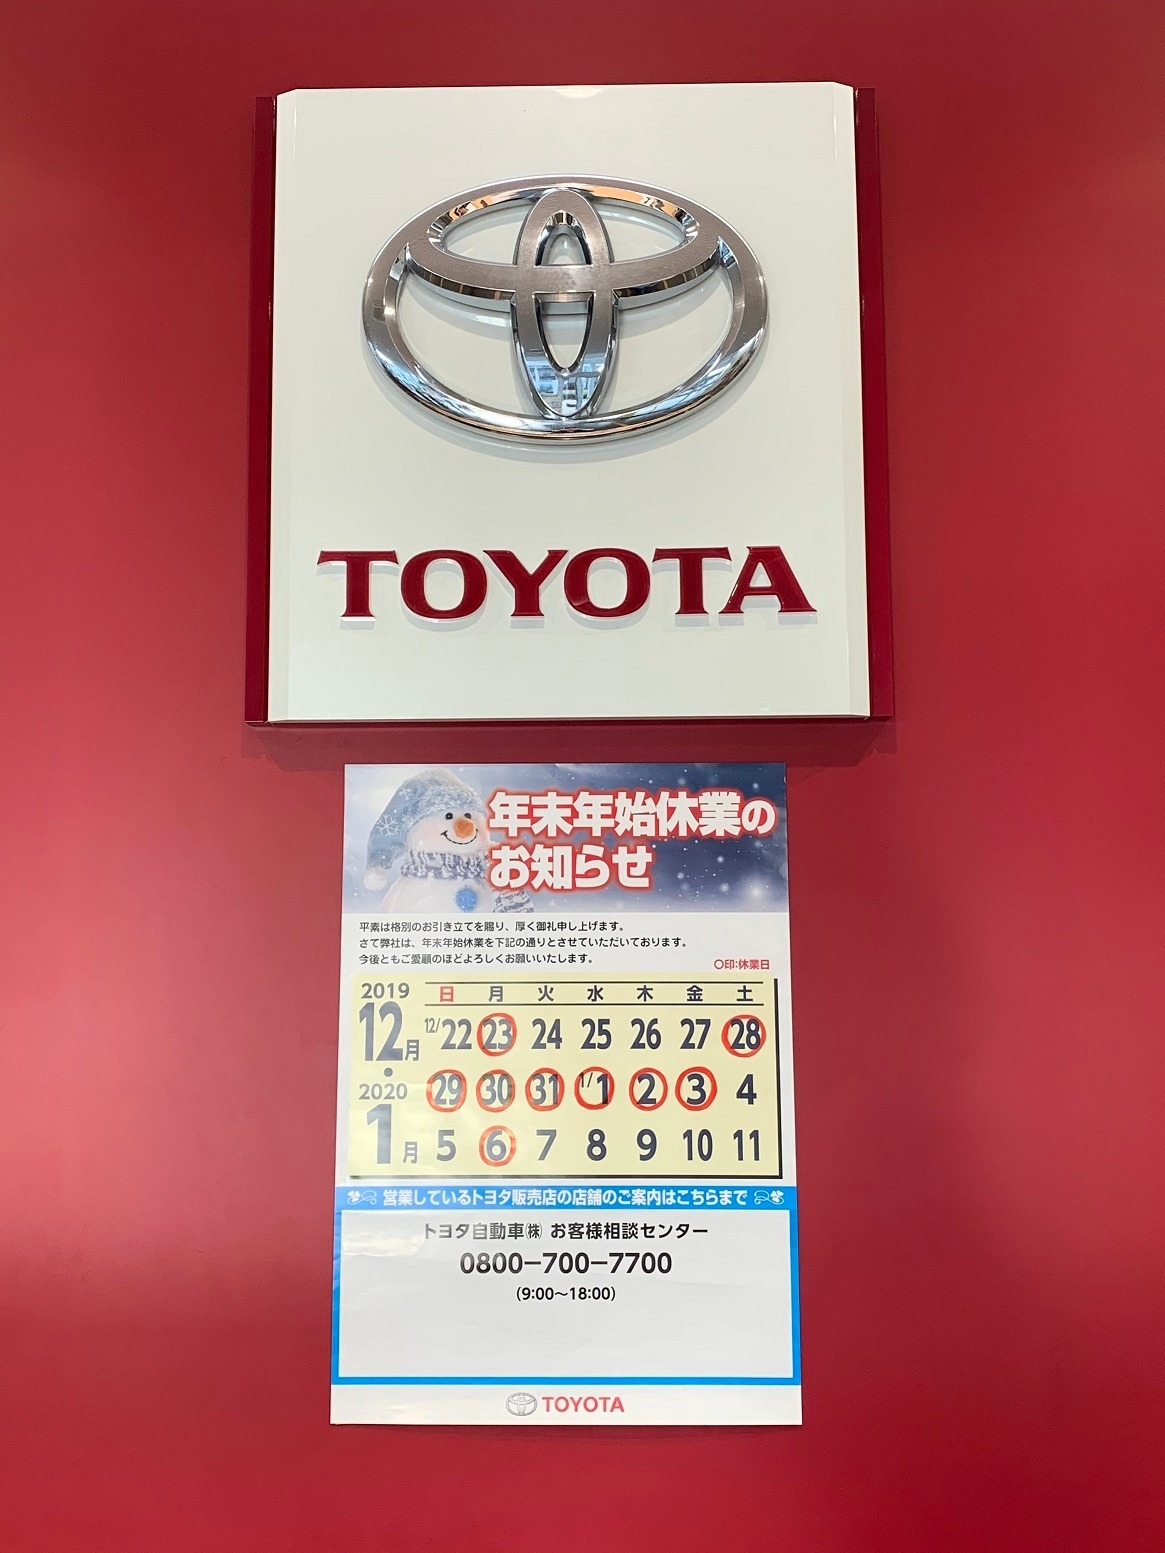 TOYOTA
年末年始休業の
お知らせ
平素は格別のお引き立てを賜り、厚く御礼申し上げます。
さて弊社は、年末年始休業を下記の通りとさせていただいております。
今後ともご愛顧のほどよろしくお願いいたします。
〇印:休業日
2019
12月
・
2020
1月
日 月 火 水 木 金 土
12/22 23 24 25 26 27 28
29 30 31 1/1 2 3 4
5 6 7 8 9 10 11
営業しているトヨタ販売店の店舗のご案内はこちらまで
トヨタ自動車㈱ お客様相談センター
0800−700−7700
(9:00〜18:00)
TOYOTA